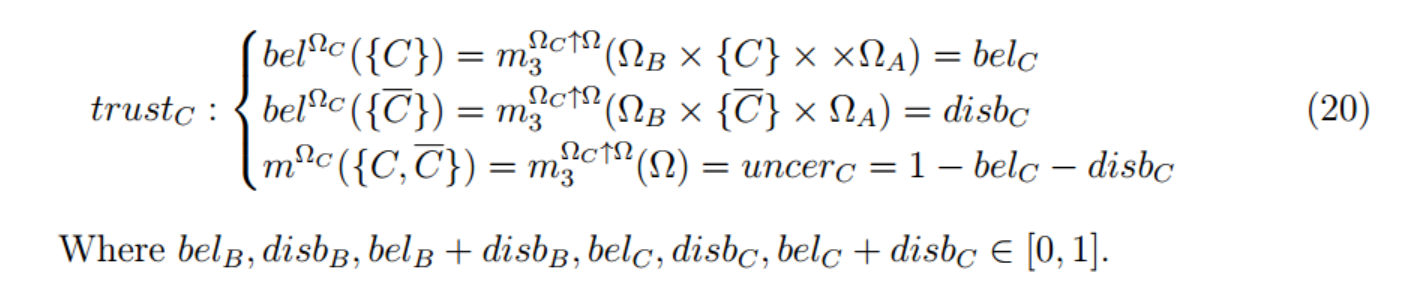 trust_C : { bel^{Ω_C}({C}) = m_3^{Ω_C↑Ω}(Ω_B × {C} × ×Ω_A) = bel_C
bel^{Ω_C}({C̅}) = m_3^{Ω_C↑Ω}(Ω_B × {C̅} × Ω_A) = disb_C (20)
m^{Ω_C}({C, C̅}) = m_3^{Ω_C↑Ω}(Ω) = uncer_C = 1 − bel_C − disb_C
Where bel_B, disb_B, bel_B + disb_B, bel_C, disb_C, bel_C + disb_C ∈ [0, 1].